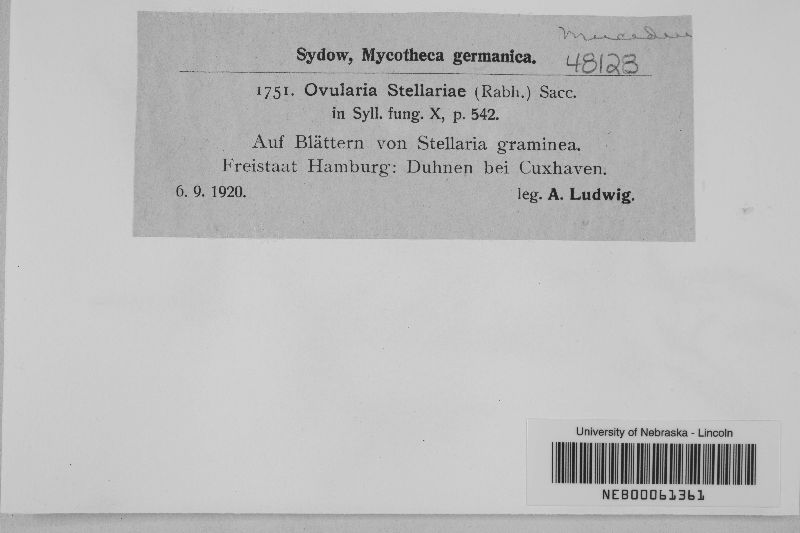 Sydow, Mycotheca germanica.
48123
1751. Ovularia Stellariae (Rabh.) Sacc.
in Syll. fung. X, p. 542.
Auf Blättern von Stellaria graminea.
Freistaat Hamburg: Duhnen bei Cuxhaven.
6. 9. 1920. leg. A. Ludwig.
University of Nebraska - Lincoln
NEB00061361